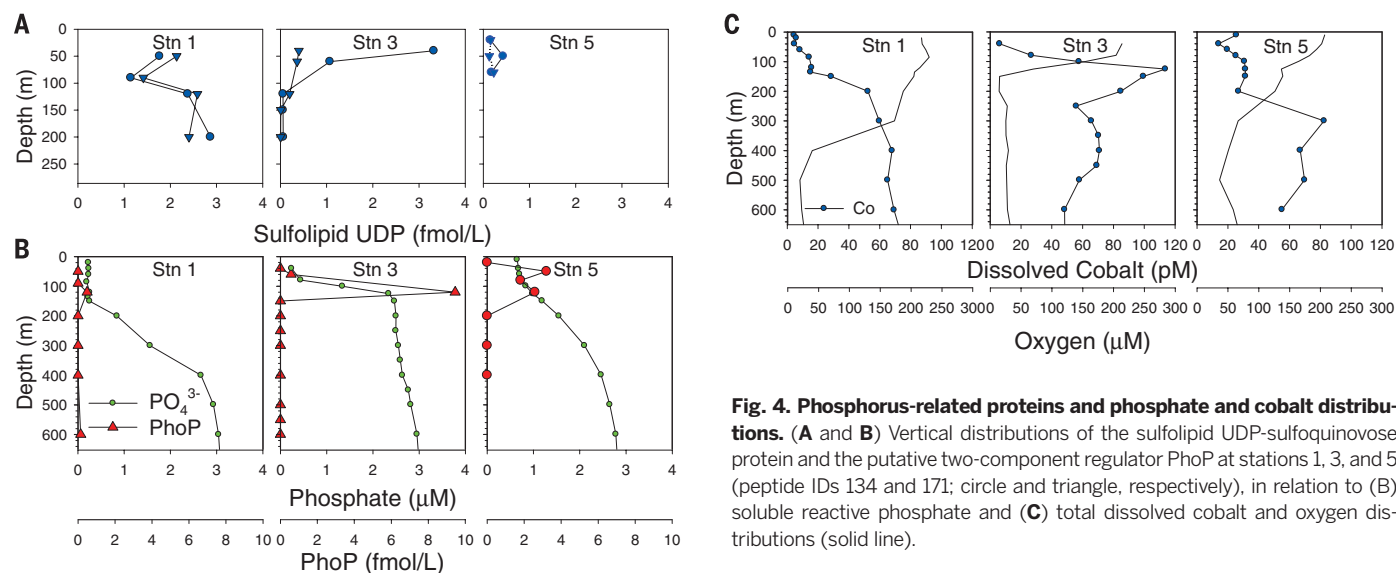 A
Stn 1
Stn 3
Stn 5
0
50
100
150
200
250
Depth (m)
0 1 2 3 4
0 1 2 3 4
0 1 2 3 4
Sulfolipid UDP (fmol/L)
B
Stn 1
Stn 3
Stn 5
0
100
200
300
400
500
600
Depth (m)
PO₄³⁻
PhoP
0 1 2 3 4
0 1 2 3 4
0 1 2 3 4
Phosphate (μM)
0 2 4 6 8 10
0 2 4 6 8 10
0 2 4 6 8 10
PhoP (fmol/L)
C
Stn 1
Stn 3
Stn 5
0
100
200
300
400
500
600
Depth (m)
Co
0 20 40 60 80 100 120
0 20 40 60 80 100 120
0 20 40 60 80 100 120
Dissolved Cobalt (pM)
0 50 100 150 200 250 300
0 50 100 150 200 250 300
0 50 100 150 200 250 300
Oxygen (μM)
Fig. 4. Phosphorus-related proteins and phosphate and cobalt distribu-
tions. (A and B) Vertical distributions of the sulfolipid UDP-sulfoquinovose
protein and the putative two-component regulator PhoP at stations 1, 3, and 5
(peptide IDs 134 and 171; circle and triangle, respectively), in relation to (B)
soluble reactive phosphate and (C) total dissolved cobalt and oxygen dis-
tributions (solid line).